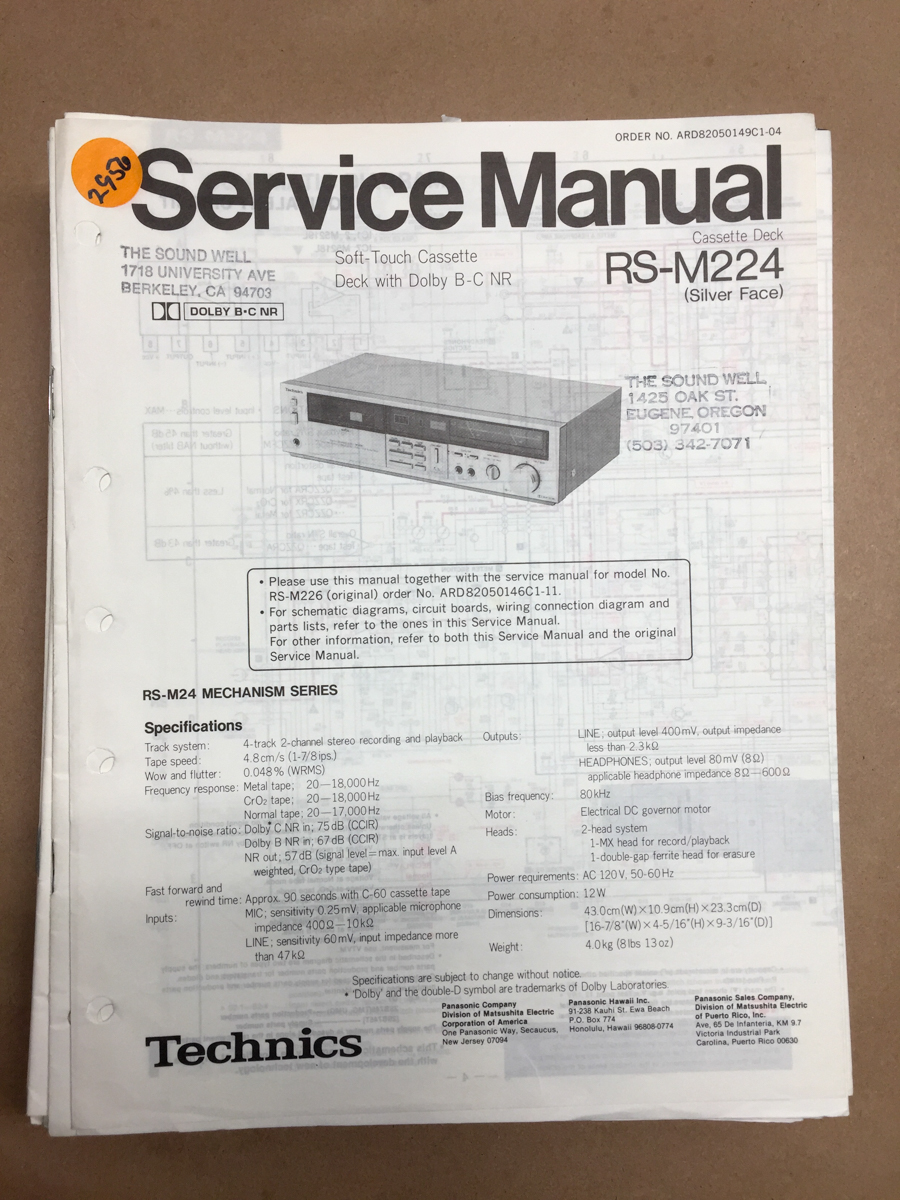 ORDER NO. ARD82050149C1-04
2950
Service Manual
Cassette Deck
RS-M224
(Silver Face)
Soft-Touch Cassette
Deck with Dolby B-C NR
THE SOUND WELL
1718 UNIVERSITY AVE
BERKELEY, CA 94703
DOLBY B•C NR
THE SOUND WELL
1425 OAK ST.
EUGENE, OREGON
97401
(503) 342-7071
• Please use this manual together with the service manual for model No.
RS-M226 (original) order No. ARD82050146C1-11.
• For schematic diagrams, circuit boards, wiring connection diagram and
parts lists, refer to the ones in this Service Manual.
For other information, refer to both this Service Manual and the original
Service Manual.
RS-M24 MECHANISM SERIES
Specifications
Track system: 4-track 2-channel stereo recording and playback
Tape speed: 4.8cm/s (1-7/8ips.)
Wow and flutter: 0.048% (WRMS)
Frequency response: Metal tape; 20—18,000Hz
CrO2 tape; 20—18,000Hz
Normal tape: 20—17,000Hz
Signal-to-noise ratio: Dolby* C NR in; 75dB (CCIR)
Dolby B NR in; 67dB (CCIR)
NR out; 57dB (signal level=max. input level A
weighted, CrO2 type tape)
Fast forward and
rewind time: Approx. 90 seconds with C-60 cassette tape
Inputs: MIC; sensitivity 0.25mV, applicable microphone
impedance 400Ω—10kΩ
LINE; sensitivity 60mV, input impedance more
than 47kΩ
Outputs: LINE; output level 400mV, output impedance
less than 2.3kΩ
HEADPHONES; output level 80mV (8Ω)
applicable headphone impedance 8Ω—600Ω
Bias frequency: 80kHz
Motor: Electrical DC governor motor
Heads: 2-head system
1-MX head for record/playback
1-double-gap ferrite head for erasure
Power requirements: AC 120V, 50-60Hz
Power consumption: 12W
Dimensions: 43.0cm(W)×10.9cm(H)×23.3cm(D)
[16-7/8"(W)×4-5/16"(H)×9-3/16"(D)]
Weight: 4.0kg (8lbs 13oz)
Specifications are subject to change without notice.
• 'Dolby' and the double-D symbol are trademarks of Dolby Laboratories.
Technics
Panasonic Company
Division of Matsushita Electric
Corporation of America
One Panasonic Way, Secaucus,
New Jersey 07094
Panasonic Hawaii Inc.
91-238 Kauhi St. Ewa Beach
P.O. Box 774
Honolulu, Hawaii 96808-0774
Panasonic Sales Company,
Division of Matsushita Electric
of Puerto Rico, Inc.
Ave, 65 De Infanteria, KM 9.7
Victoria Industrial Park
Carolina, Puerto Rico 00630